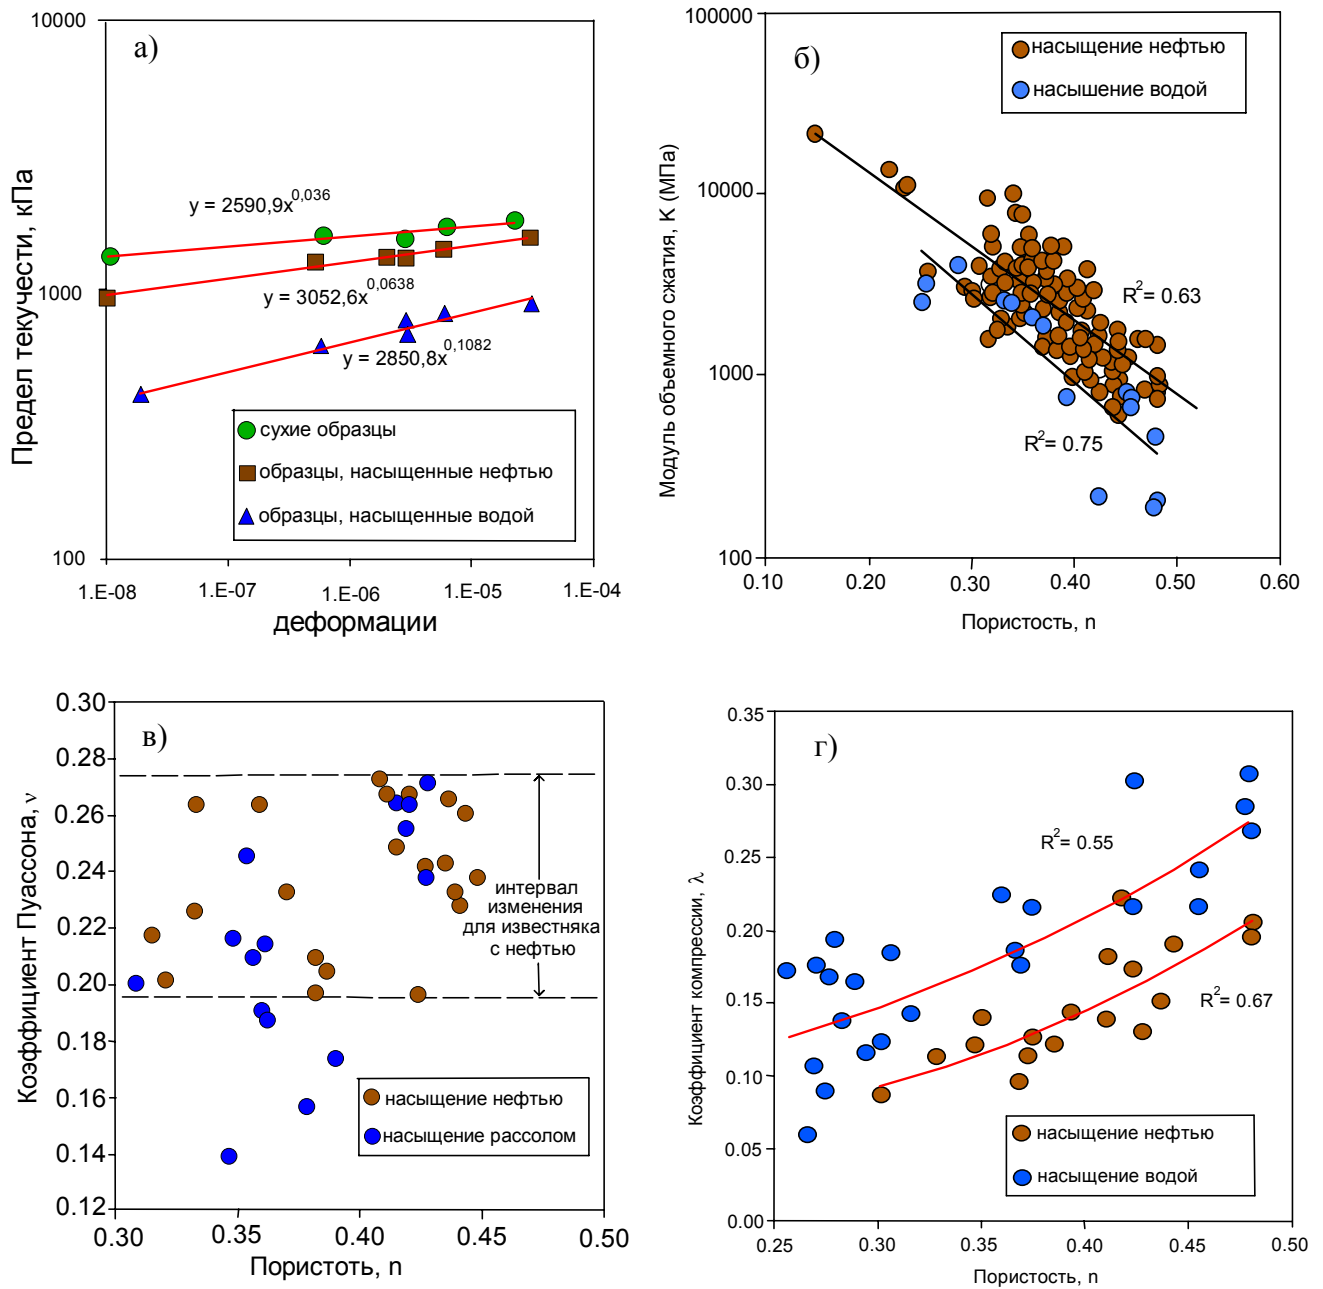 а)
Предел текучести, кПа
10000
1000
100
y = 2590,9x^0,036
y = 3052,6x^0,0638
y = 2850,8x^0,1082
сухие образцы
образцы, насыщенные нефтью
образцы, насыщенные водой
1.E-08
1.E-07
1.E-06
1.E-05
1.E-04
деформации
б)
Модуль объемного сжатия, K (МПа)
100000
10000
1000
100
насыщение нефтью
насышение водой
R²= 0.63
R²= 0.75
0.10
0.20
0.30
0.40
0.50
0.60
Пористость, n
в)
Коэффициент Пуассона, ν
0.30
0.28
0.26
0.24
0.22
0.20
0.18
0.16
0.14
0.12
интервал
изменения
для известняка
с нефтью
насыщение нефтью
насыщение рассолом
0.30
0.35
0.40
0.45
0.50
Пористоть, n
г)
Коэффициент компрессии, λ
0.35
0.30
0.25
0.20
0.15
0.10
0.05
0.00
R²= 0.55
R²= 0.67
насыщение нефтью
насыщение водой
0.25
0.30
0.35
0.40
0.45
0.50
Пористость, n